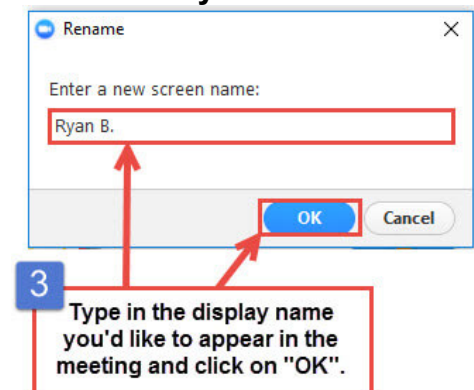 Rename
Enter a new screen name:
Ryan B.
OK Cancel
3
Type in the display name
you'd like to appear in the
meeting and click on "OK".